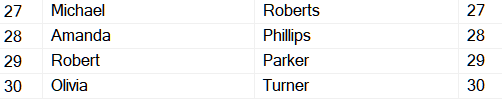 27 Michael Roberts 27
28 Amanda Phillips 28
29 Robert Parker 29
30 Olivia Turner 30